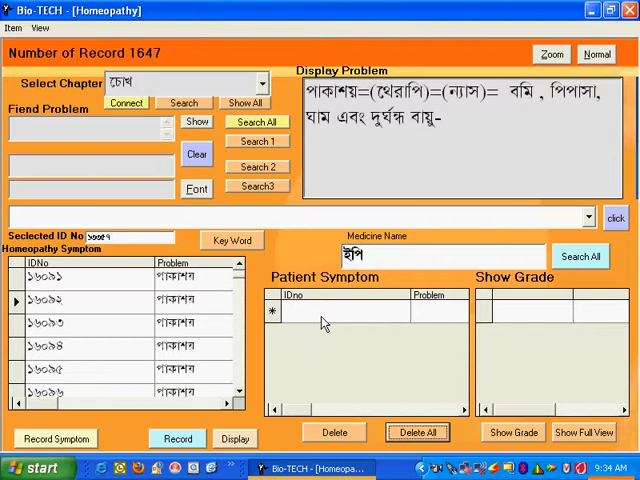 Bio-TECH - [Homeopathy]
Item View
Number of Record 1647
Zoom Normal
Select Chapter চোখ
Display Problem
Connect Search Show All
Fiend Problem
Show Search All
Search 1
Clear
Search 2
Font Search3
পাকাশয়=(থেরাপি)=(ন্যাস)= বমি , পিপাসা,
ঘাম এবং দুর্ঘন্ধ বায়ু-
click
Seclected ID No
Key Word
Medicine Name
ইপি
Search All
Homeopathy Symptom
IDNo Problem
১৬০৯১ পাকাশয়
১৬০৯২ পাকাশয়
১৬০৯৩ পাকাশয়
১৬০৯৪ পাকাশয়
১৬০৯৫ পাকাশয়
১৬০৯৬ পাকাশয়
Patient Symptom
IDno Problem
*
Show Grade
Delete Delete All
Show Grade Show Full View
Record Symptom Record Display
start
Bio-TECH - [Homeopa...
9:34 AM